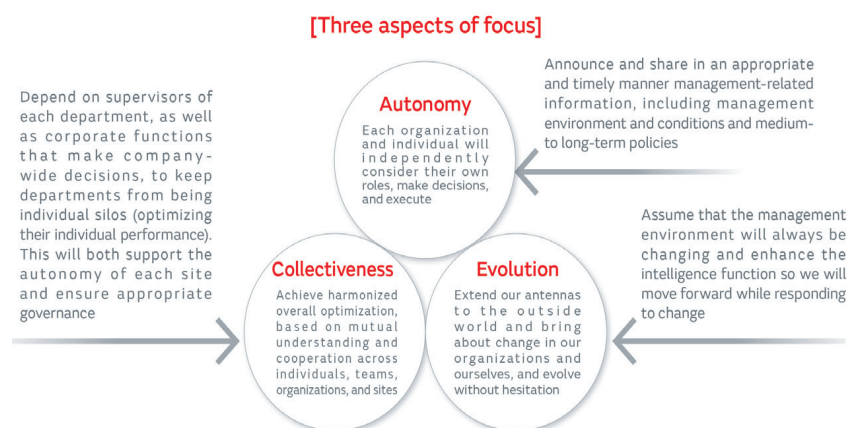 [Three aspects of focus]
Autonomy
Each organization
and individual will
independently
consider their own
roles, make decisions,
and execute
Announce and share in an appropriate
and timely manner management-related
information, including management
environment and conditions and medium-
to long-term policies
Depend on supervisors of
each department, as well
as corporate functions
that make company-
wide decisions, to keep
departments from being
individual silos (optimizing
their individual performance).
This will both support the
autonomy of each site
and ensure appropriate
governance
Collectiveness
Achieve harmonized
overall optimization,
based on mutual
understanding and
cooperation across
individuals, teams,
organizations, and sites
Evolution
Extend our antennas
to the outside
world and bring
about change in our
organizations and
ourselves, and evolve
without hesitation
Assume that the management
environment will always be
changing and enhance the
intelligence function so we will
move forward while responding
to change